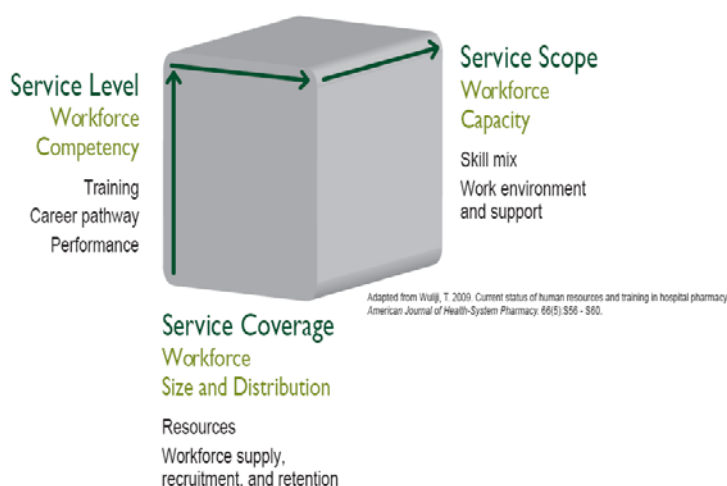 Service Level
Workforce
Competency
Training
Career pathway
Performance
Service Scope
Workforce
Capacity
Skill mix
Work environment
and support
Adapted from Wuliji, T. 2009. Current status of human resources and training in hospital pharmacy.
American Journal of Health-System Pharmacy. 66(5):S56 - S60.
Service Coverage
Workforce
Size and Distribution
Resources
Workforce supply,
recruitment, and retention